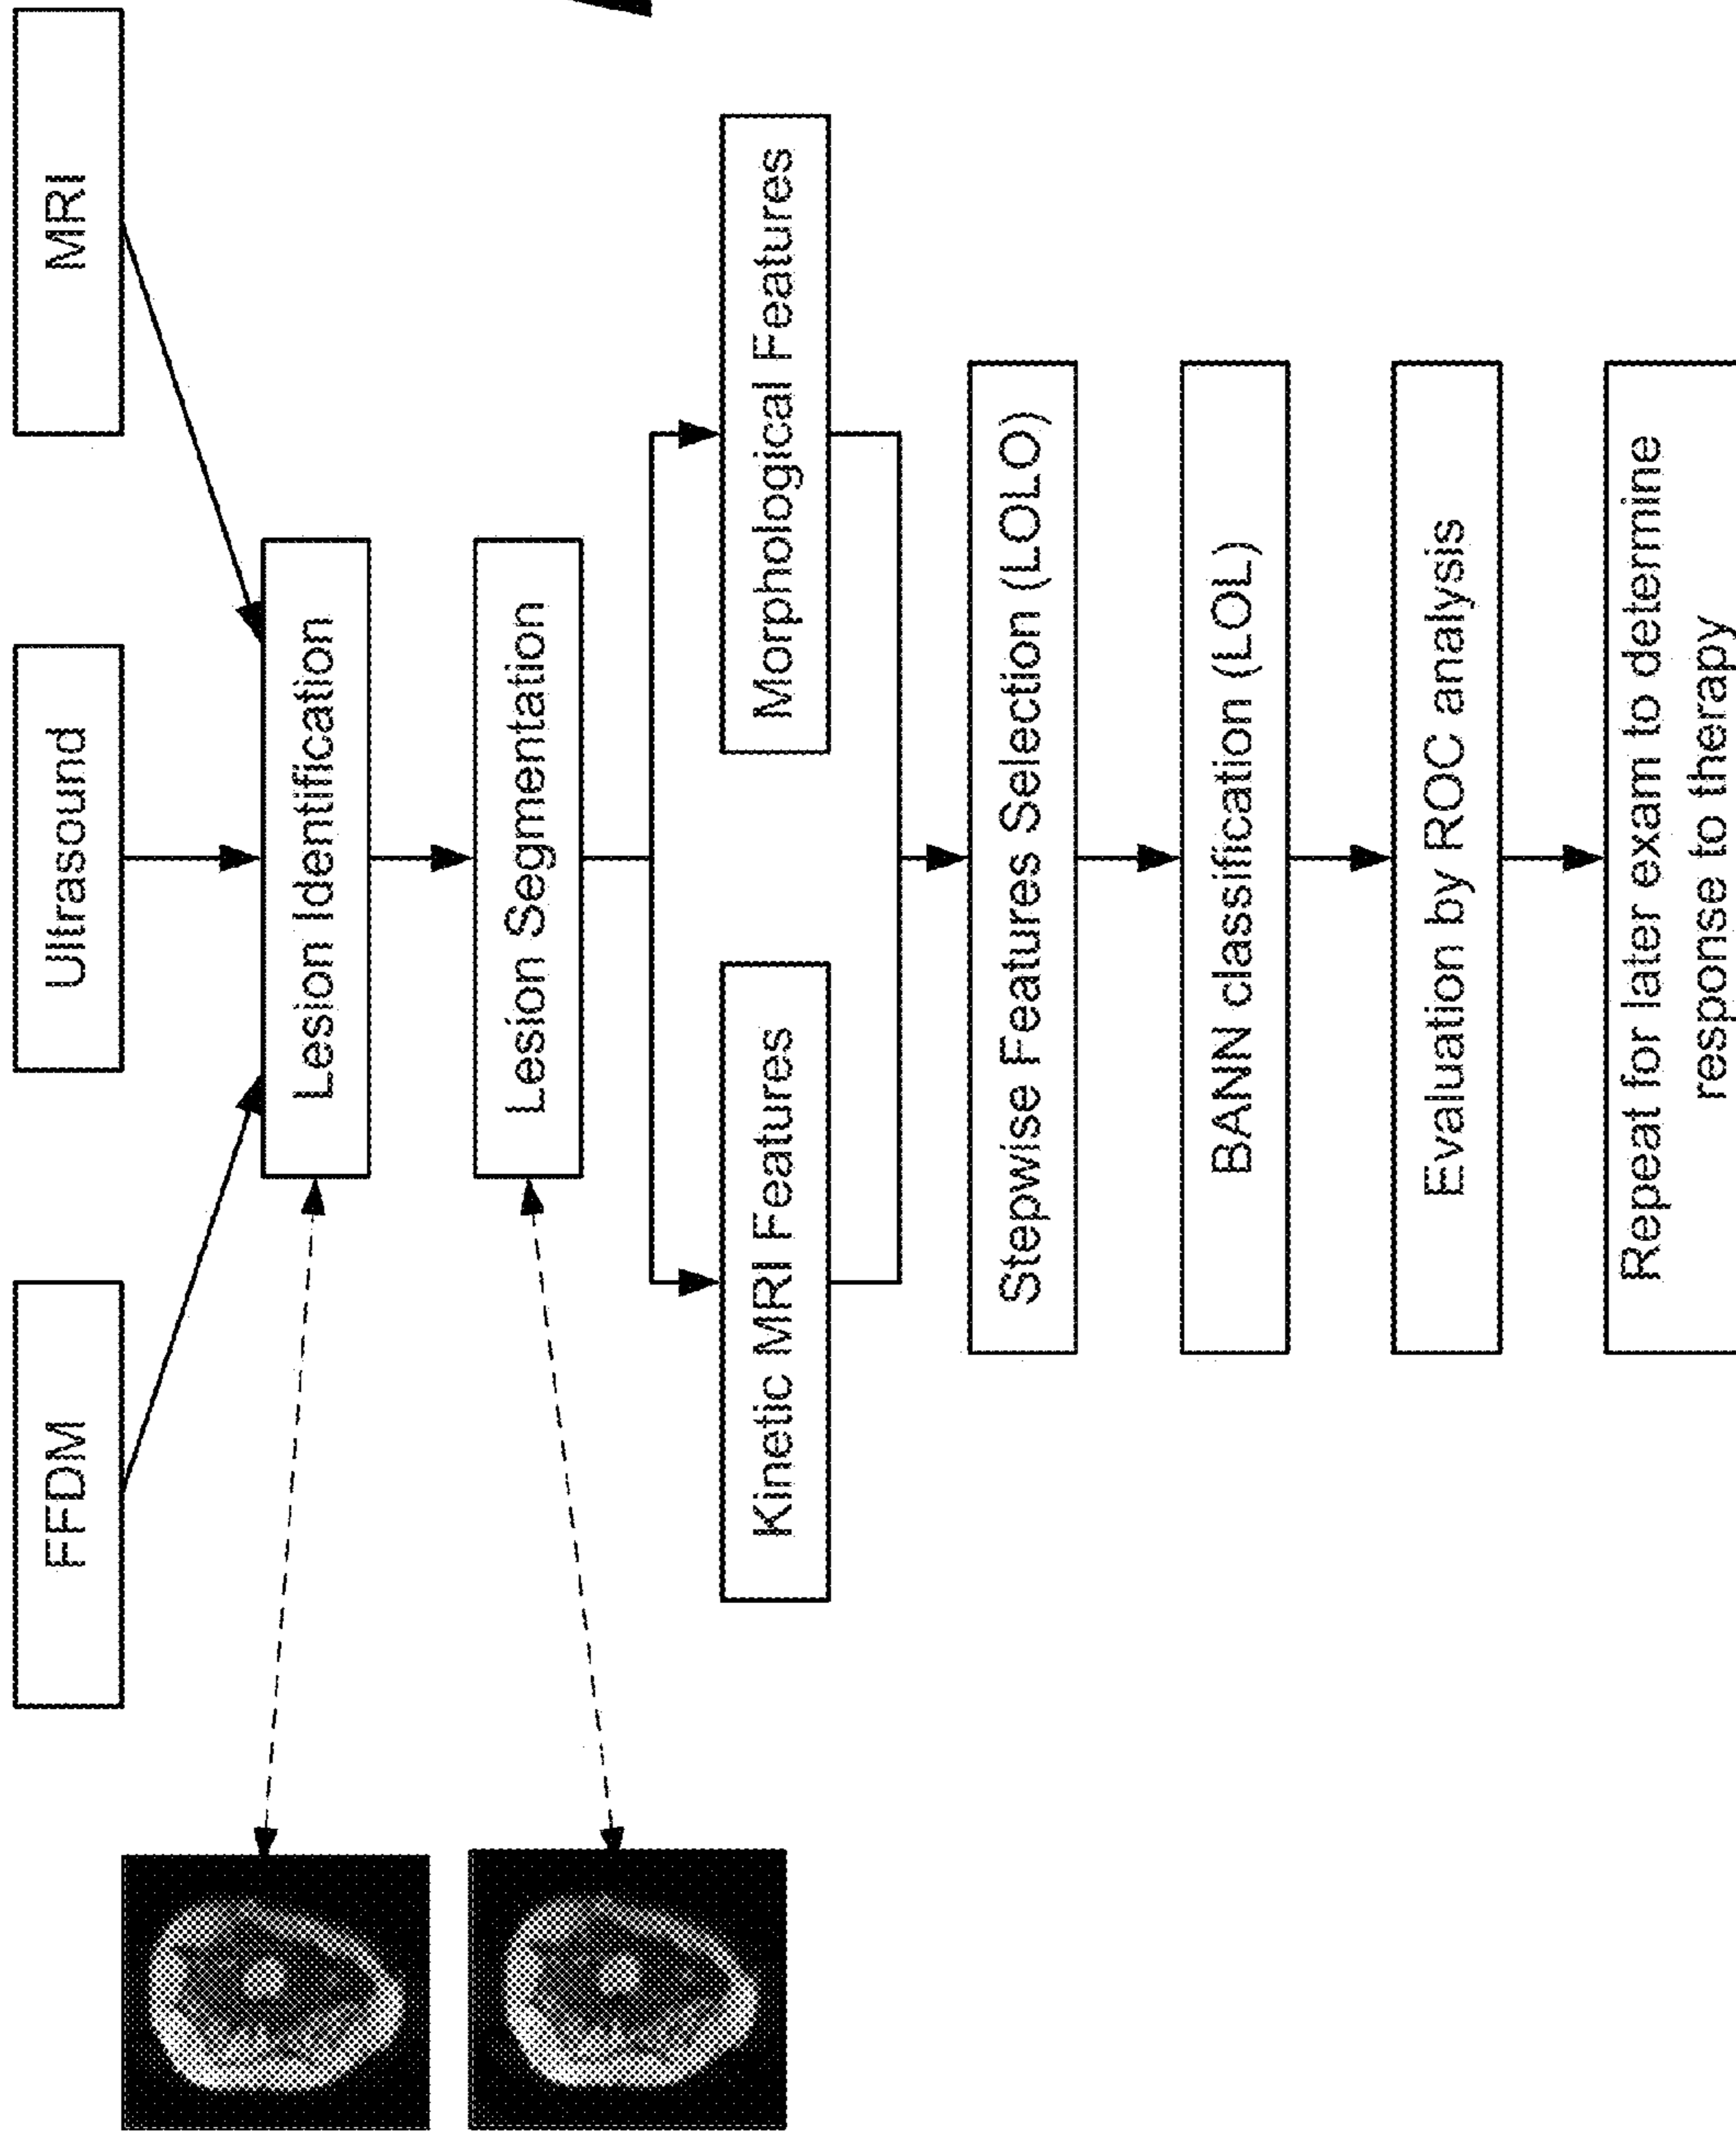 FFDM
Ultrasound
MRI
Lesion Identification
Lesion Segmentation
Kinetic MRI Features
Morphological Features
Stepwise Features Selection (LOLO)
BANN classification (LOL)
Evaluation by ROC analysis
Repeat for later exam to determine
response to therapy